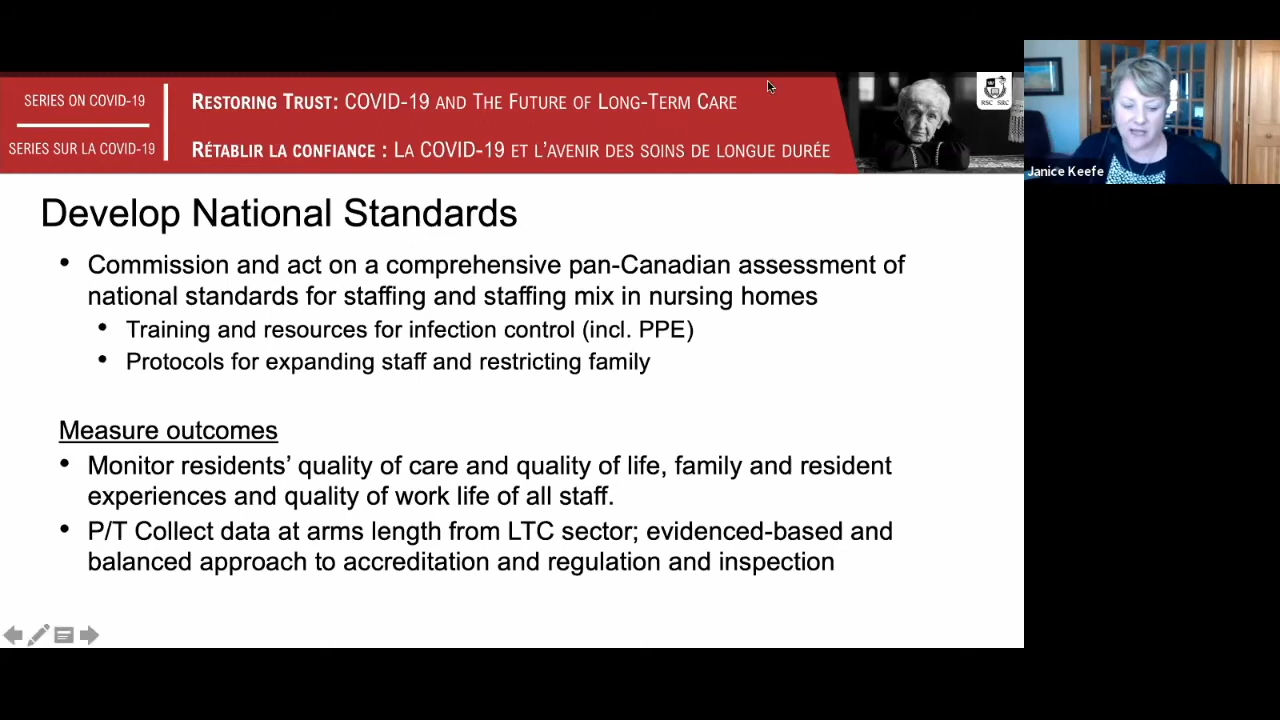 SERIES ON COVID-19
SERIES SUR LA COVID-19
RESTORING TRUST: COVID-19 AND THE FUTURE OF LONG-TERM CARE
RÉTABLIR LA CONFIANCE : LA COVID-19 ET L'AVENIR DES SOINS DE LONGUE DURÉE
RSC SRC
Janice Keefe
Develop National Standards
• Commission and act on a comprehensive pan-Canadian assessment of
national standards for staffing and staffing mix in nursing homes
• Training and resources for infection control (incl. PPE)
• Protocols for expanding staff and restricting family
Measure outcomes
• Monitor residents' quality of care and quality of life, family and resident
experiences and quality of work life of all staff.
• P/T Collect data at arms length from LTC sector; evidenced-based and
balanced approach to accreditation and regulation and inspection